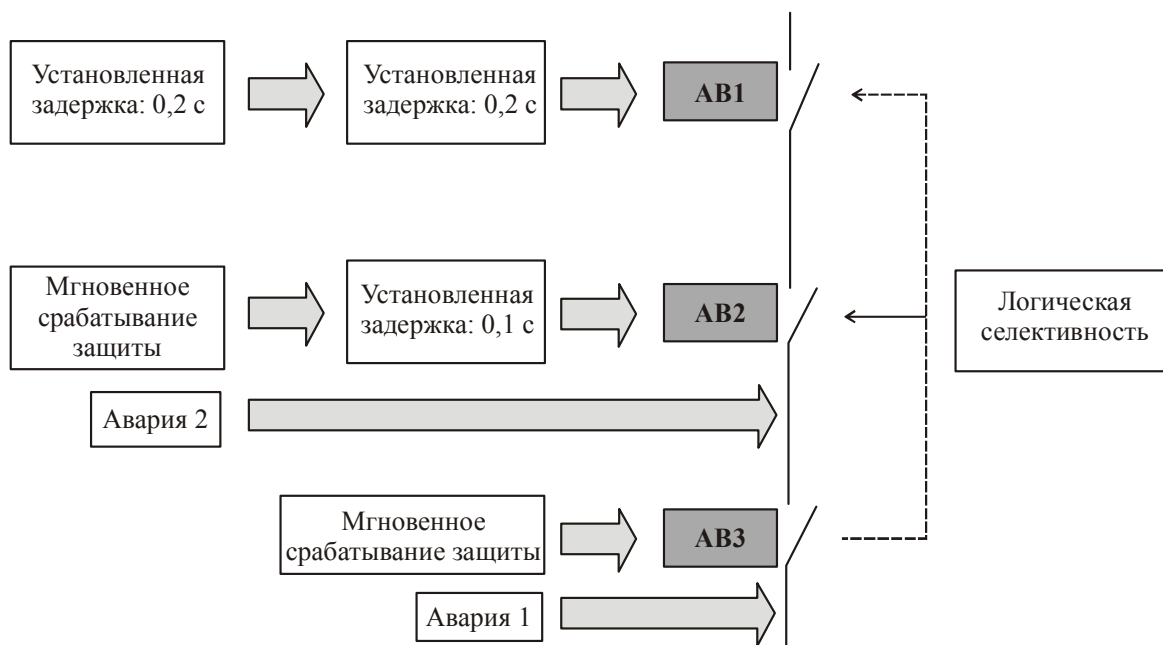 Установленная
задержка: 0,2 с
Установленная
задержка: 0,2 с
АВ1
Мгновенное
срабатывание
защиты
Установленная
задержка: 0,1 с
АВ2
Логическая
селективность
Авария 2
Мгновенное
срабатывание защиты
АВ3
Авария 1